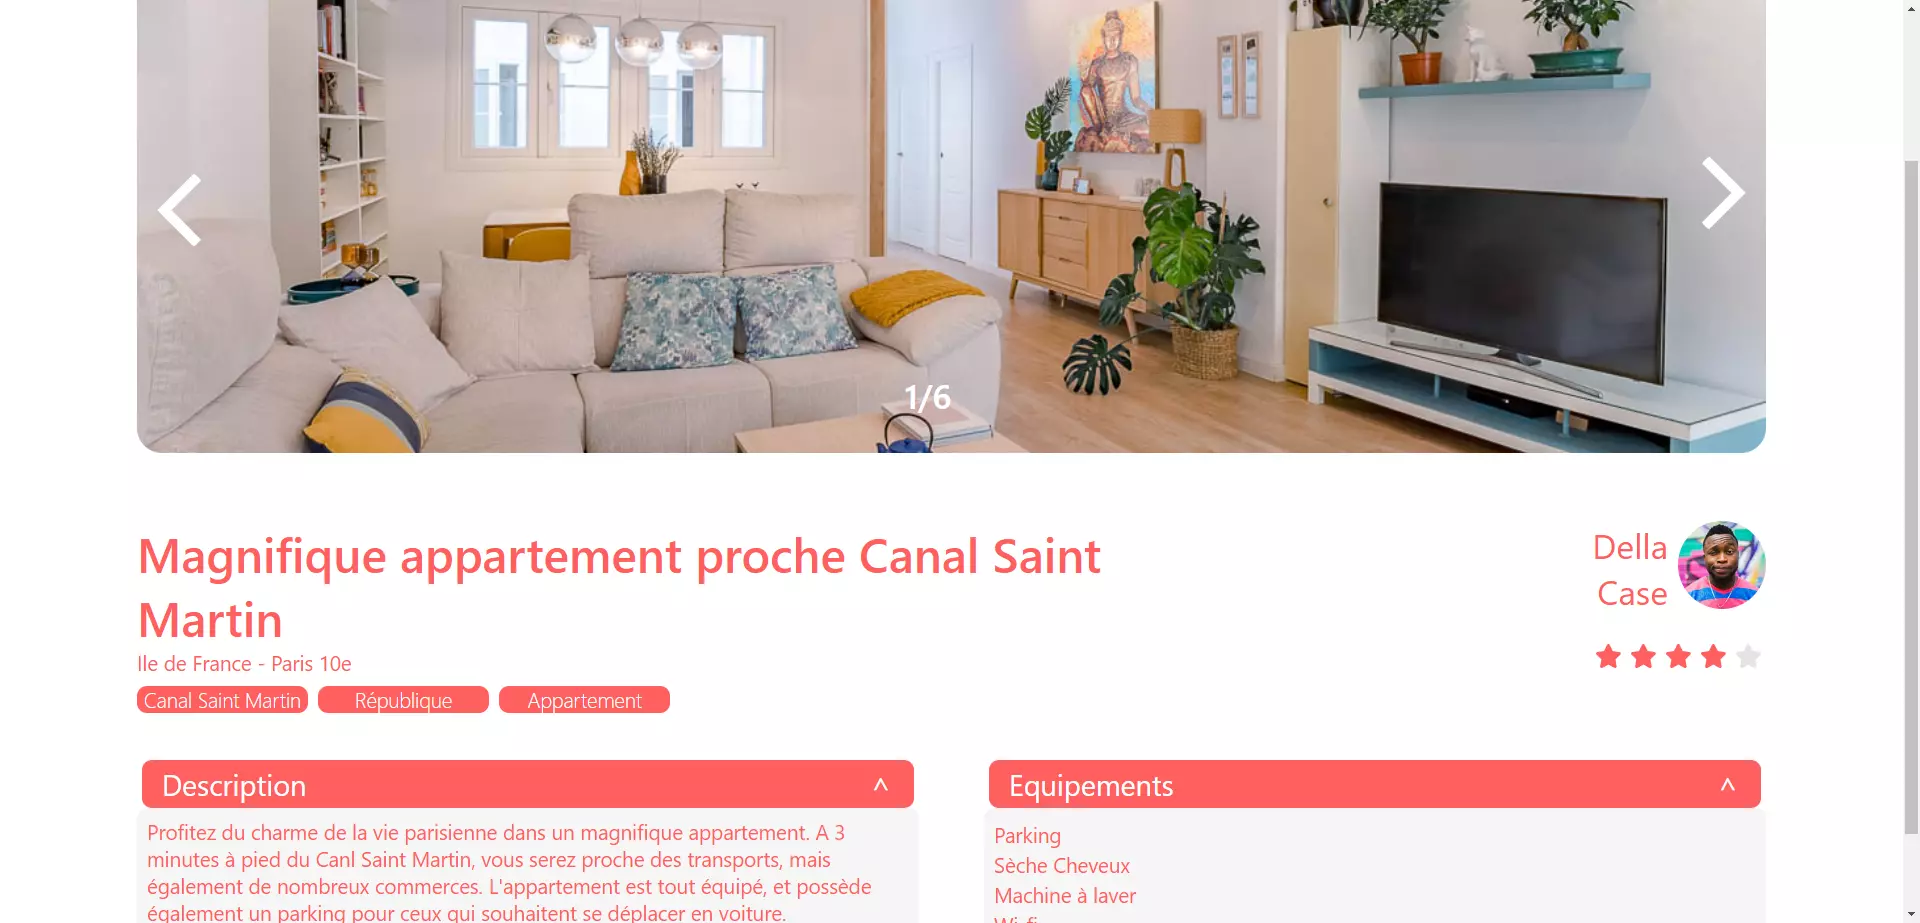 1/6
Magnifique appartement proche Canal Saint
Martin
Ile de France - Paris 10e
Canal Saint Martin
République
Appartement
Della
Case
Description
Profitez du charme de la vie parisienne dans un magnifique appartement. A 3
minutes à pied du Canl Saint Martin, vous serez proche des transports, mais
également de nombreux commerces. L'appartement est tout équipé, et possède
également un parking pour ceux qui souhaitent se déplacer en voiture.
Equipements
Parking
Sèche Cheveux
Machine à laver
Wi-fi